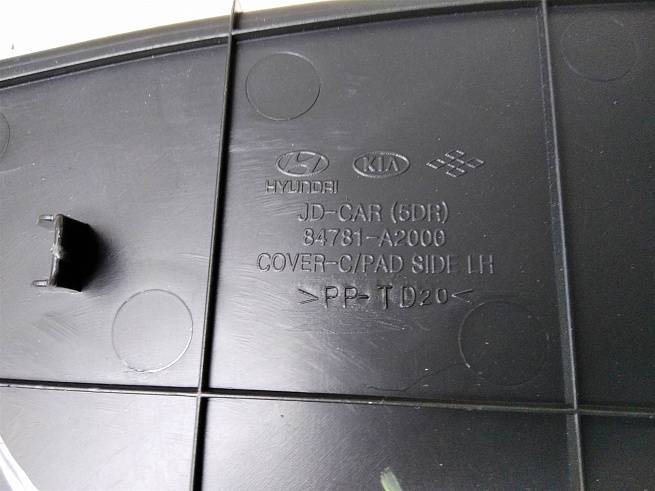 HYUNDAI KIA
JD-CAR (5DR)
84781-A2000
COVER-C/PAD SIDE LH
>PP-TD20<